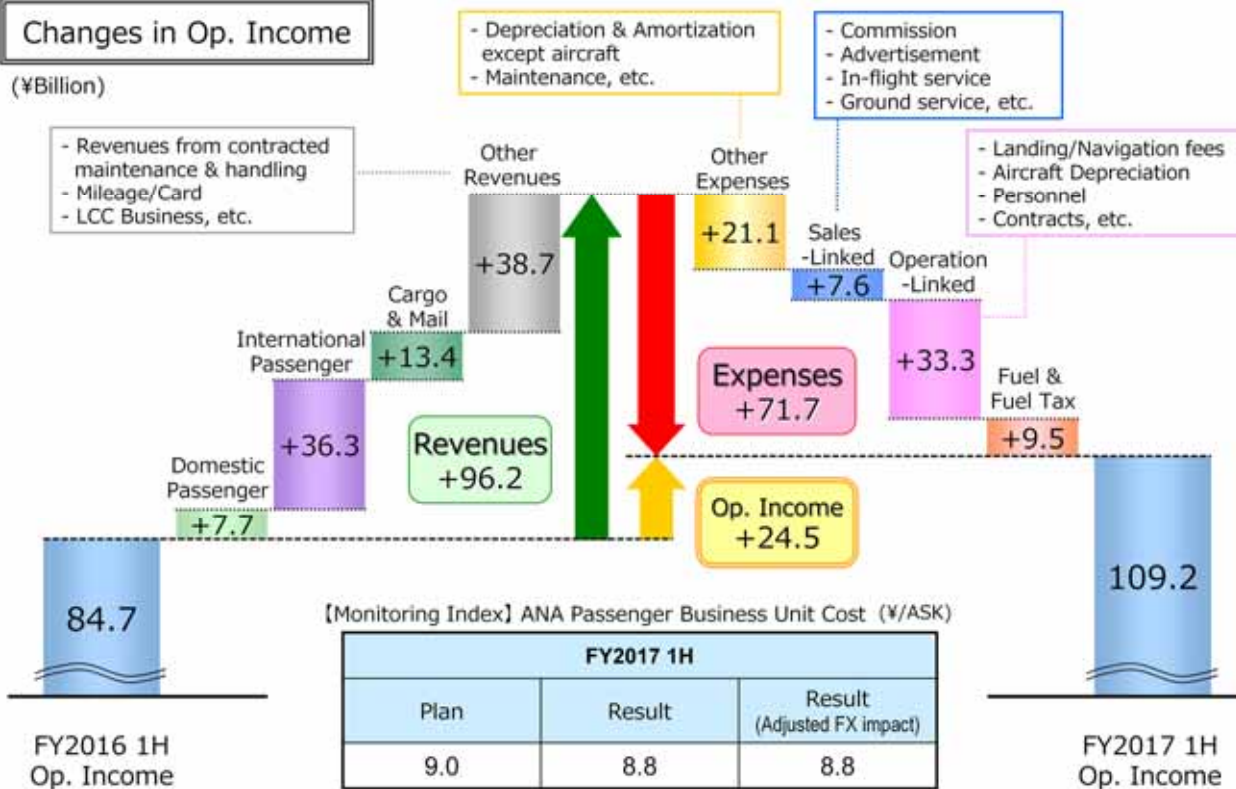 Changes in Op. Income
(¥Billion)
- Revenues from contracted
maintenance & handling
- Mileage/Card
- LCC Business, etc.
- Depreciation & Amortization
except aircraft
- Maintenance, etc.
- Commission
- Advertisement
- In-flight service
- Ground service, etc.
- Landing/Navigation fees
- Aircraft Depreciation
- Personnel
- Contracts, etc.
84.7
FY2016 1H
Op. Income
Domestic
Passenger
+7.7
International
Passenger
+36.3
Cargo
& Mail
+13.4
Other
Revenues
+38.7
Revenues
+96.2
Expenses
+71.7
Op. Income
+24.5
Other
Expenses
+21.1
Sales
-Linked
+7.6
Operation
-Linked
+33.3
Fuel &
Fuel Tax
+9.5
109.2
FY2017 1H
Op. Income
【Monitoring Index】 ANA Passenger Business Unit Cost (¥/ASK)
FY2017 1H
Plan
Result
Result
(Adjusted FX impact)
9.0
8.8
8.8